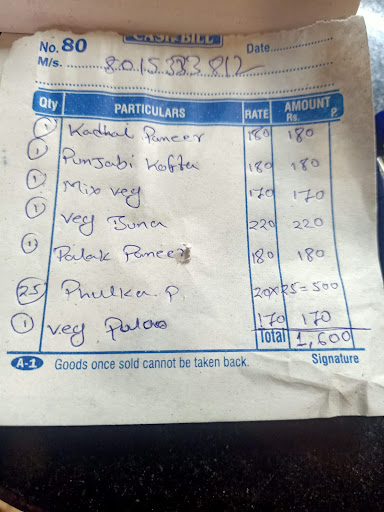 CASH BILL
No. 80 Date
M/s. 8015383812
Qty PARTICULARS RATE AMOUNT
Rs. P
1 Kadhai Paneer 180 180
1 Punjabi Kofta 180 180
1 Mix veg 170 170
1 veg Juna 220 220
1 Palak Paneer 180 180
25 Phulka. P. 20x25=500
1 veg Palao 170 170
Total 1,600
A-1 Goods once sold cannot be taken back. Signature